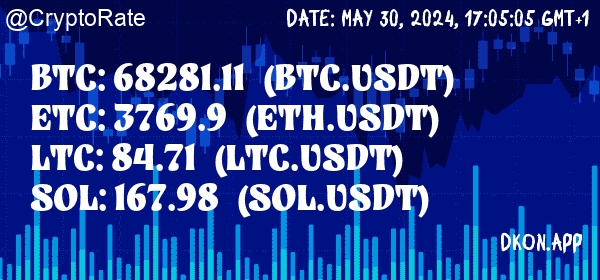 @CryptoRate
DATE: MAY 30, 2024, 17:05:05 GMT+1
BTC: 68281.11 (BTC.USDT)
ETC: 3769.9 (ETH.USDT)
LTC: 84.71 (LTC.USDT)
SOL: 167.98 (SOL.USDT)
DKON.APP